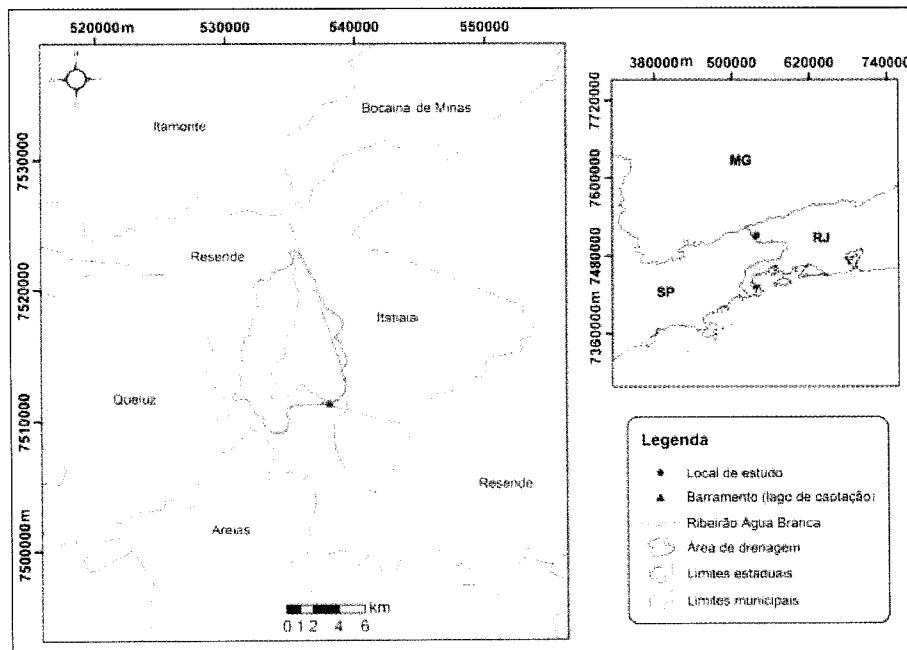 520000m 530000 540000 550000
7530000
7520000
7510000
7500000m
Bocaina de Minas
Itamonte
Resende
Itatiaia
Queluz
Resende
Areias
km
0 1 2 4 6
380000m 500000 620000 740000
7720000
7600000
7480000
7360000m
MG
RJ
SP
Legenda
Local de estudo
Barramento (lago de captação)
Ribeirão Água Branca
Área de drenagem
Limites estaduais
Limites municipais